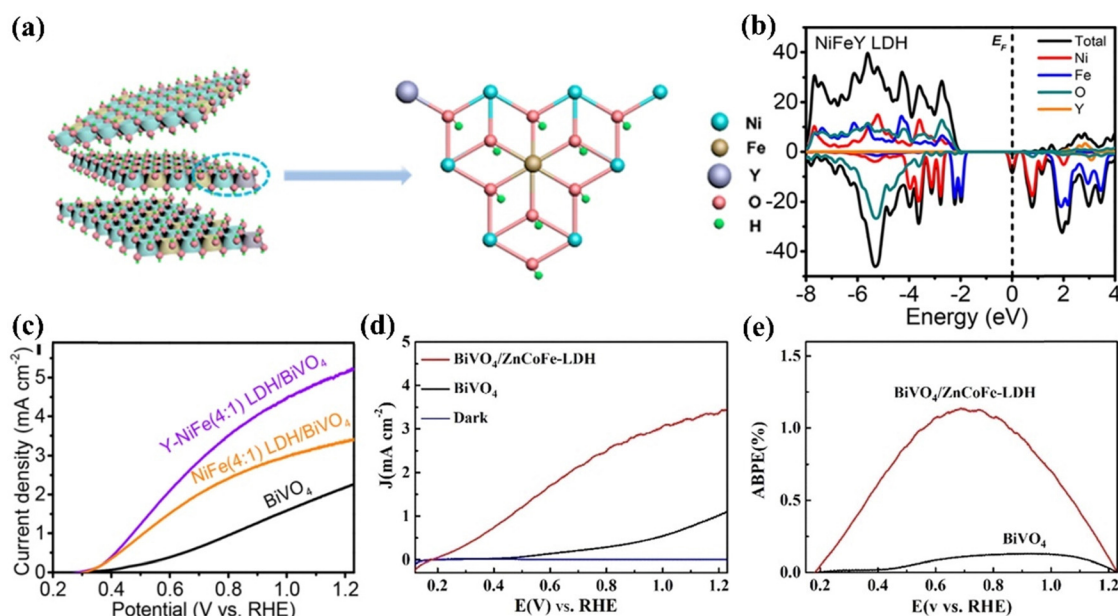 (a)
Ni
Fe
Y
O
H
(b)
NiFeY LDH
E_F
Total
Ni
Fe
O
Y
40
20
0
-20
-40
-8 -6 -4 -2 0 2 4
Energy (eV)
(c)
Current density (mA cm⁻²)
5
4
3
2
1
0
Y-NiFe(4:1) LDH/BiVO₄
NiFe(4:1) LDH/BiVO₄
BiVO₄
0.2 0.4 0.6 0.8 1.0 1.2
Potential (V vs. RHE)
(d)
J(mA cm⁻²)
5
4
3
2
1
0
BiVO₄/ZnCoFe-LDH
BiVO₄
Dark
0.2 0.4 0.6 0.8 1.0 1.2
E(V) vs. RHE
(e)
ABPE(%)
1.5
1.0
0.5
0.0
BiVO₄/ZnCoFe-LDH
BiVO₄
0.2 0.4 0.6 0.8 1.0 1.2
E(v vs. RHE)